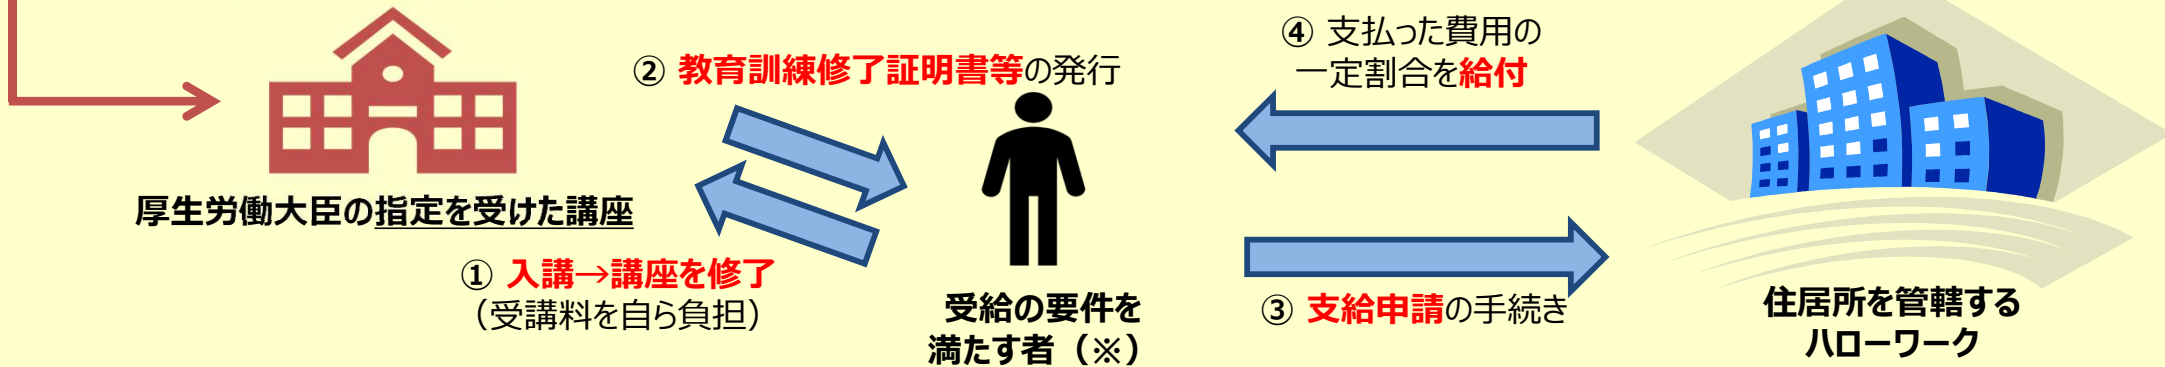 ② 教育訓練修了証明書等の発行
④ 支払った費用の
一定割合を給付
厚生労働大臣の指定を受けた講座
① 入講→講座を修了
（受講料を自ら負担）
受給の要件を
満たす者（※）
③ 支給申請の手続き
住居所を管轄する
ハローワーク